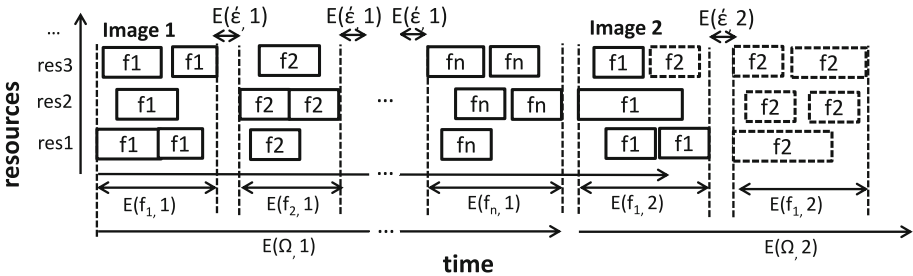 E(έ, 1) E(έ, 1) E(έ, 1) E(έ, 2)
... Image 1 Image 2
res3 f1 f1 f2 fn fn f1 f2 f2 f2
res2 f1 f2 f2 ... fn fn f1 f2 f2
res1 f1 f1 f2 fn f1 f1 f2
resources
...
E(f1, 1) E(f2, 1) E(fn, 1) E(f1, 2) E(f1, 2)
...
E(Ω, 1) E(Ω, 2)
time